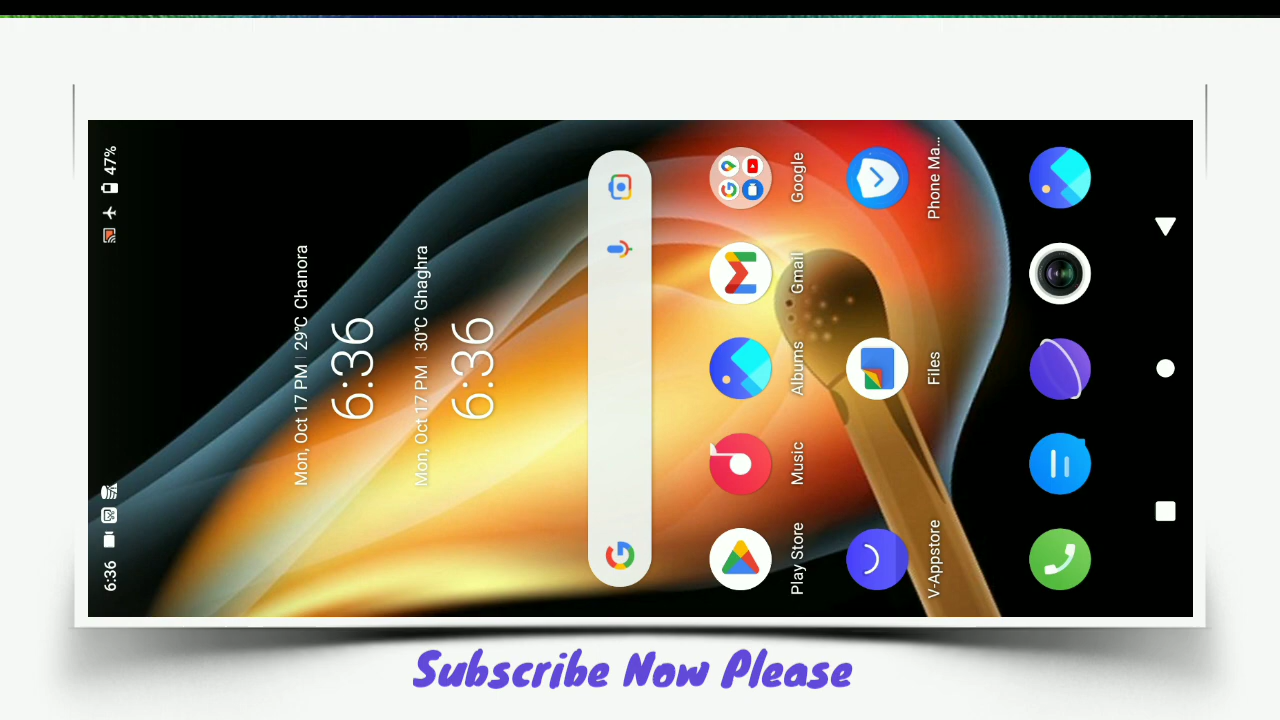 6:36
47%
Mon, Oct 17 PM | 29°C Chanora
6:36
Mon, Oct 17 PM | 30°C Ghaghra
6:36
Play Store
Music
Albums
Gmail
Google
V-Appstore
Files
Phone Ma...
Subscribe Now Please